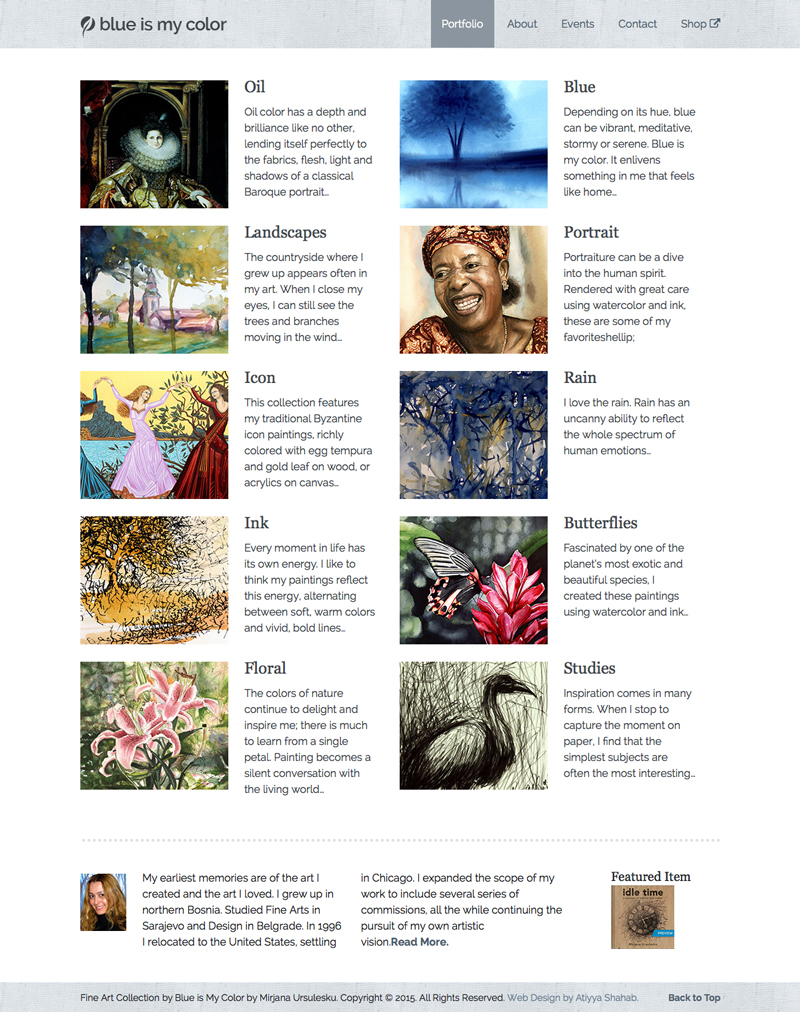 blue is my color
Portfolio
About
Events
Contact
Shop
Oil
Oil color has a depth and
brilliance like no other,
lending itself perfectly to
the fabrics, flesh, light and
shadows of a classical
Baroque portrait…
Blue
Depending on its hue, blue
can be vibrant, meditative,
stormy or serene. Blue is
my color. It enlivens
something in me that feels
like home…
Landscapes
The countryside where I
grew up appears often in
my art. When I close my
eyes, I can still see the
trees and branches
moving in the wind…
Portrait
Portraiture can be a dive
into the human spirit.
Rendered with great care
using watercolor and ink,
these are some of my
favoriteshellip;
Icon
This collection features
my traditional Byzantine
icon paintings, richly
colored with egg tempura
and gold leaf on wood, or
acrylics on canvas…
Rain
I love the rain. Rain has an
uncanny ability to reflect
the whole spectrum of
human emotions…
Ink
Every moment in life has
its own energy. I like to
think my paintings reflect
this energy, alternating
between soft, warm colors
and vivid, bold lines…
Butterflies
Fascinated by one of the
planet's most exotic and
beautiful species, I
created these paintings
using watercolor and ink…
Floral
The colors of nature
continue to delight and
inspire me; there is much
to learn from a single
petal. Painting becomes a
silent conversation with
the living world…
Studies
Inspiration comes in many
forms. When I stop to
capture the moment on
paper, I find that the
simplest subjects are
often the most interesting…
My earliest memories are of the art I
created and the art I loved. I grew up in
northern Bosnia. Studied Fine Arts in
Sarajevo and Design in Belgrade. In 1996
I relocated to the United States, settling
in Chicago. I expanded the scope of my
work to include several series of
commissions, all the while continuing the
pursuit of my own artistic
vision.Read More.
Featured Item
idle time
PREVIEW
Fine Art Collection by Blue is My Color by Mirjana Ursulesku. Copyright © 2015. All Rights Reserved. Web Design by Atiyya Shahab.
Back to Top